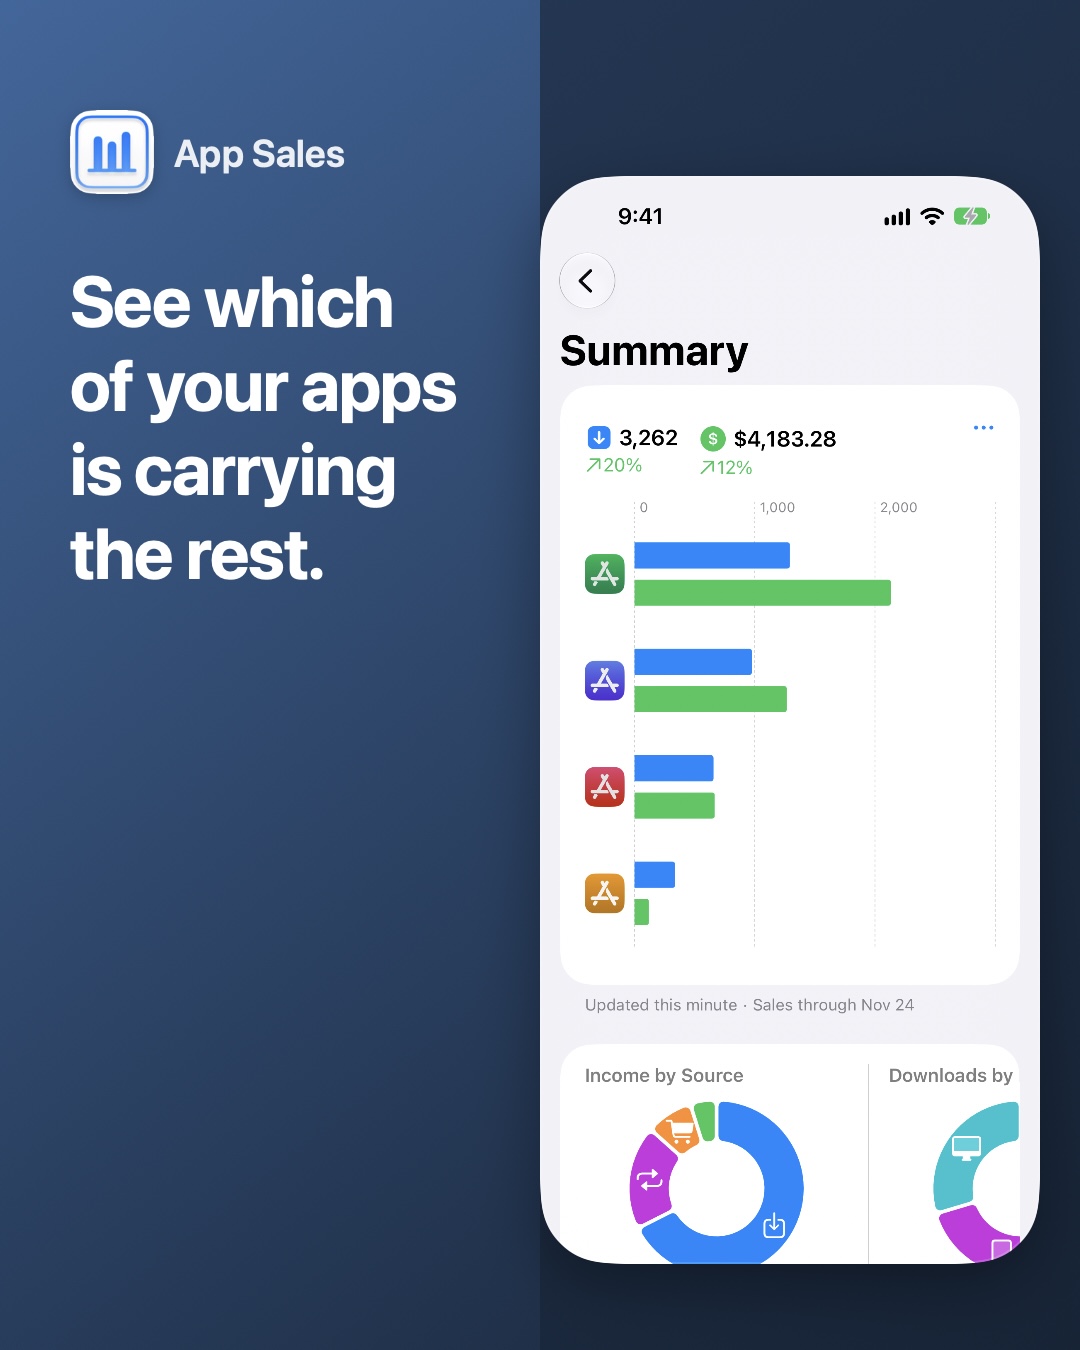 App Sales
See which
of your apps
is carrying
the rest.
9:41
Summary
3,262 $4,183.28
20% 12%
0 1,000 2,000
Updated this minute · Sales through Nov 24
Income by Source Downloads by